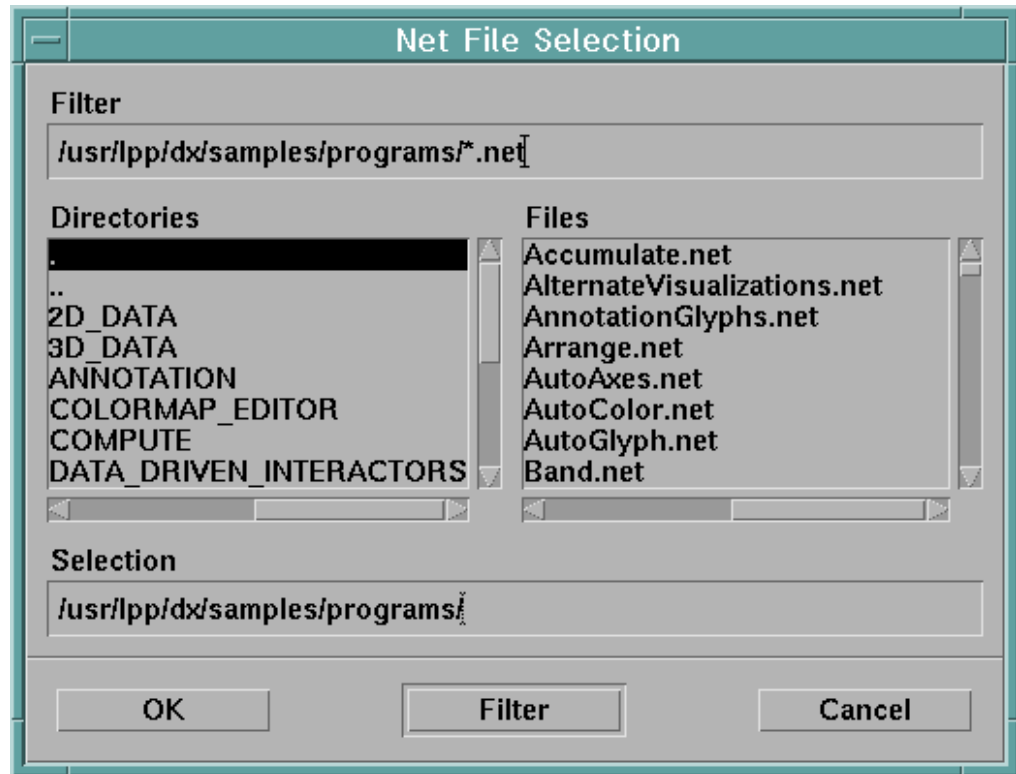 Net File Selection
Filter
/usr/lpp/dx/samples/programs/*.net
Directories
.
..
2D_DATA
3D_DATA
ANNOTATION
COLORMAP_EDITOR
COMPUTE
DATA_DRIVEN_INTERACTORS
Files
Accumulate.net
AlternateVisualizations.net
AnnotationGlyphs.net
Arrange.net
AutoAxes.net
AutoColor.net
AutoGlyph.net
Band.net
Selection
/usr/lpp/dx/samples/programs/
OK
Filter
Cancel